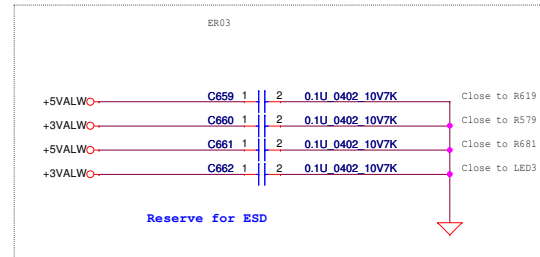 ER03
+5VALW C659 1 2 0.1U_0402_10V7K Close to R619
+3VALW C660 1 2 0.1U_0402_10V7K Close to R579
+5VALW C661 1 2 0.1U_0402_10V7K Close to R681
+3VALW C662 1 2 0.1U_0402_10V7K Close to LED3
Reserve for ESD